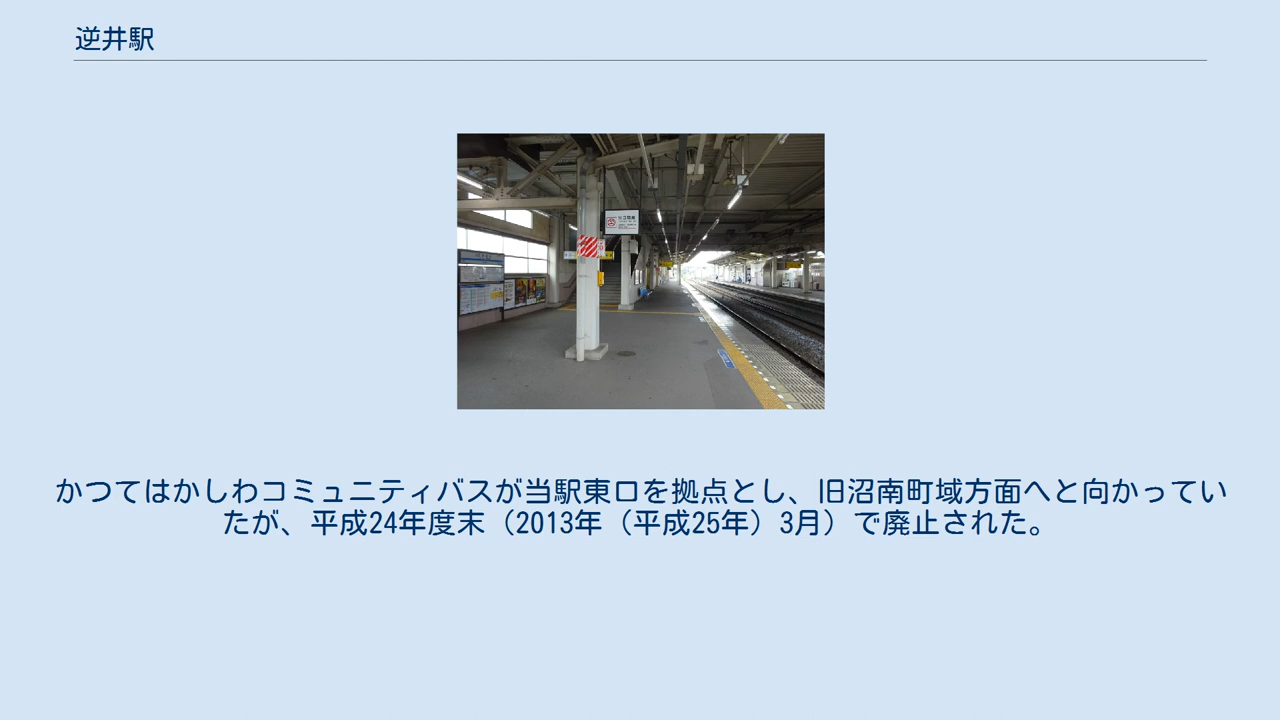 逆井駅
かつてはかしわコミュニティバスが当駅東口を拠点とし、旧沼南町域方面へと向かってい
たが、平成24年度末（2013年（平成25年）3月）で廃止された。